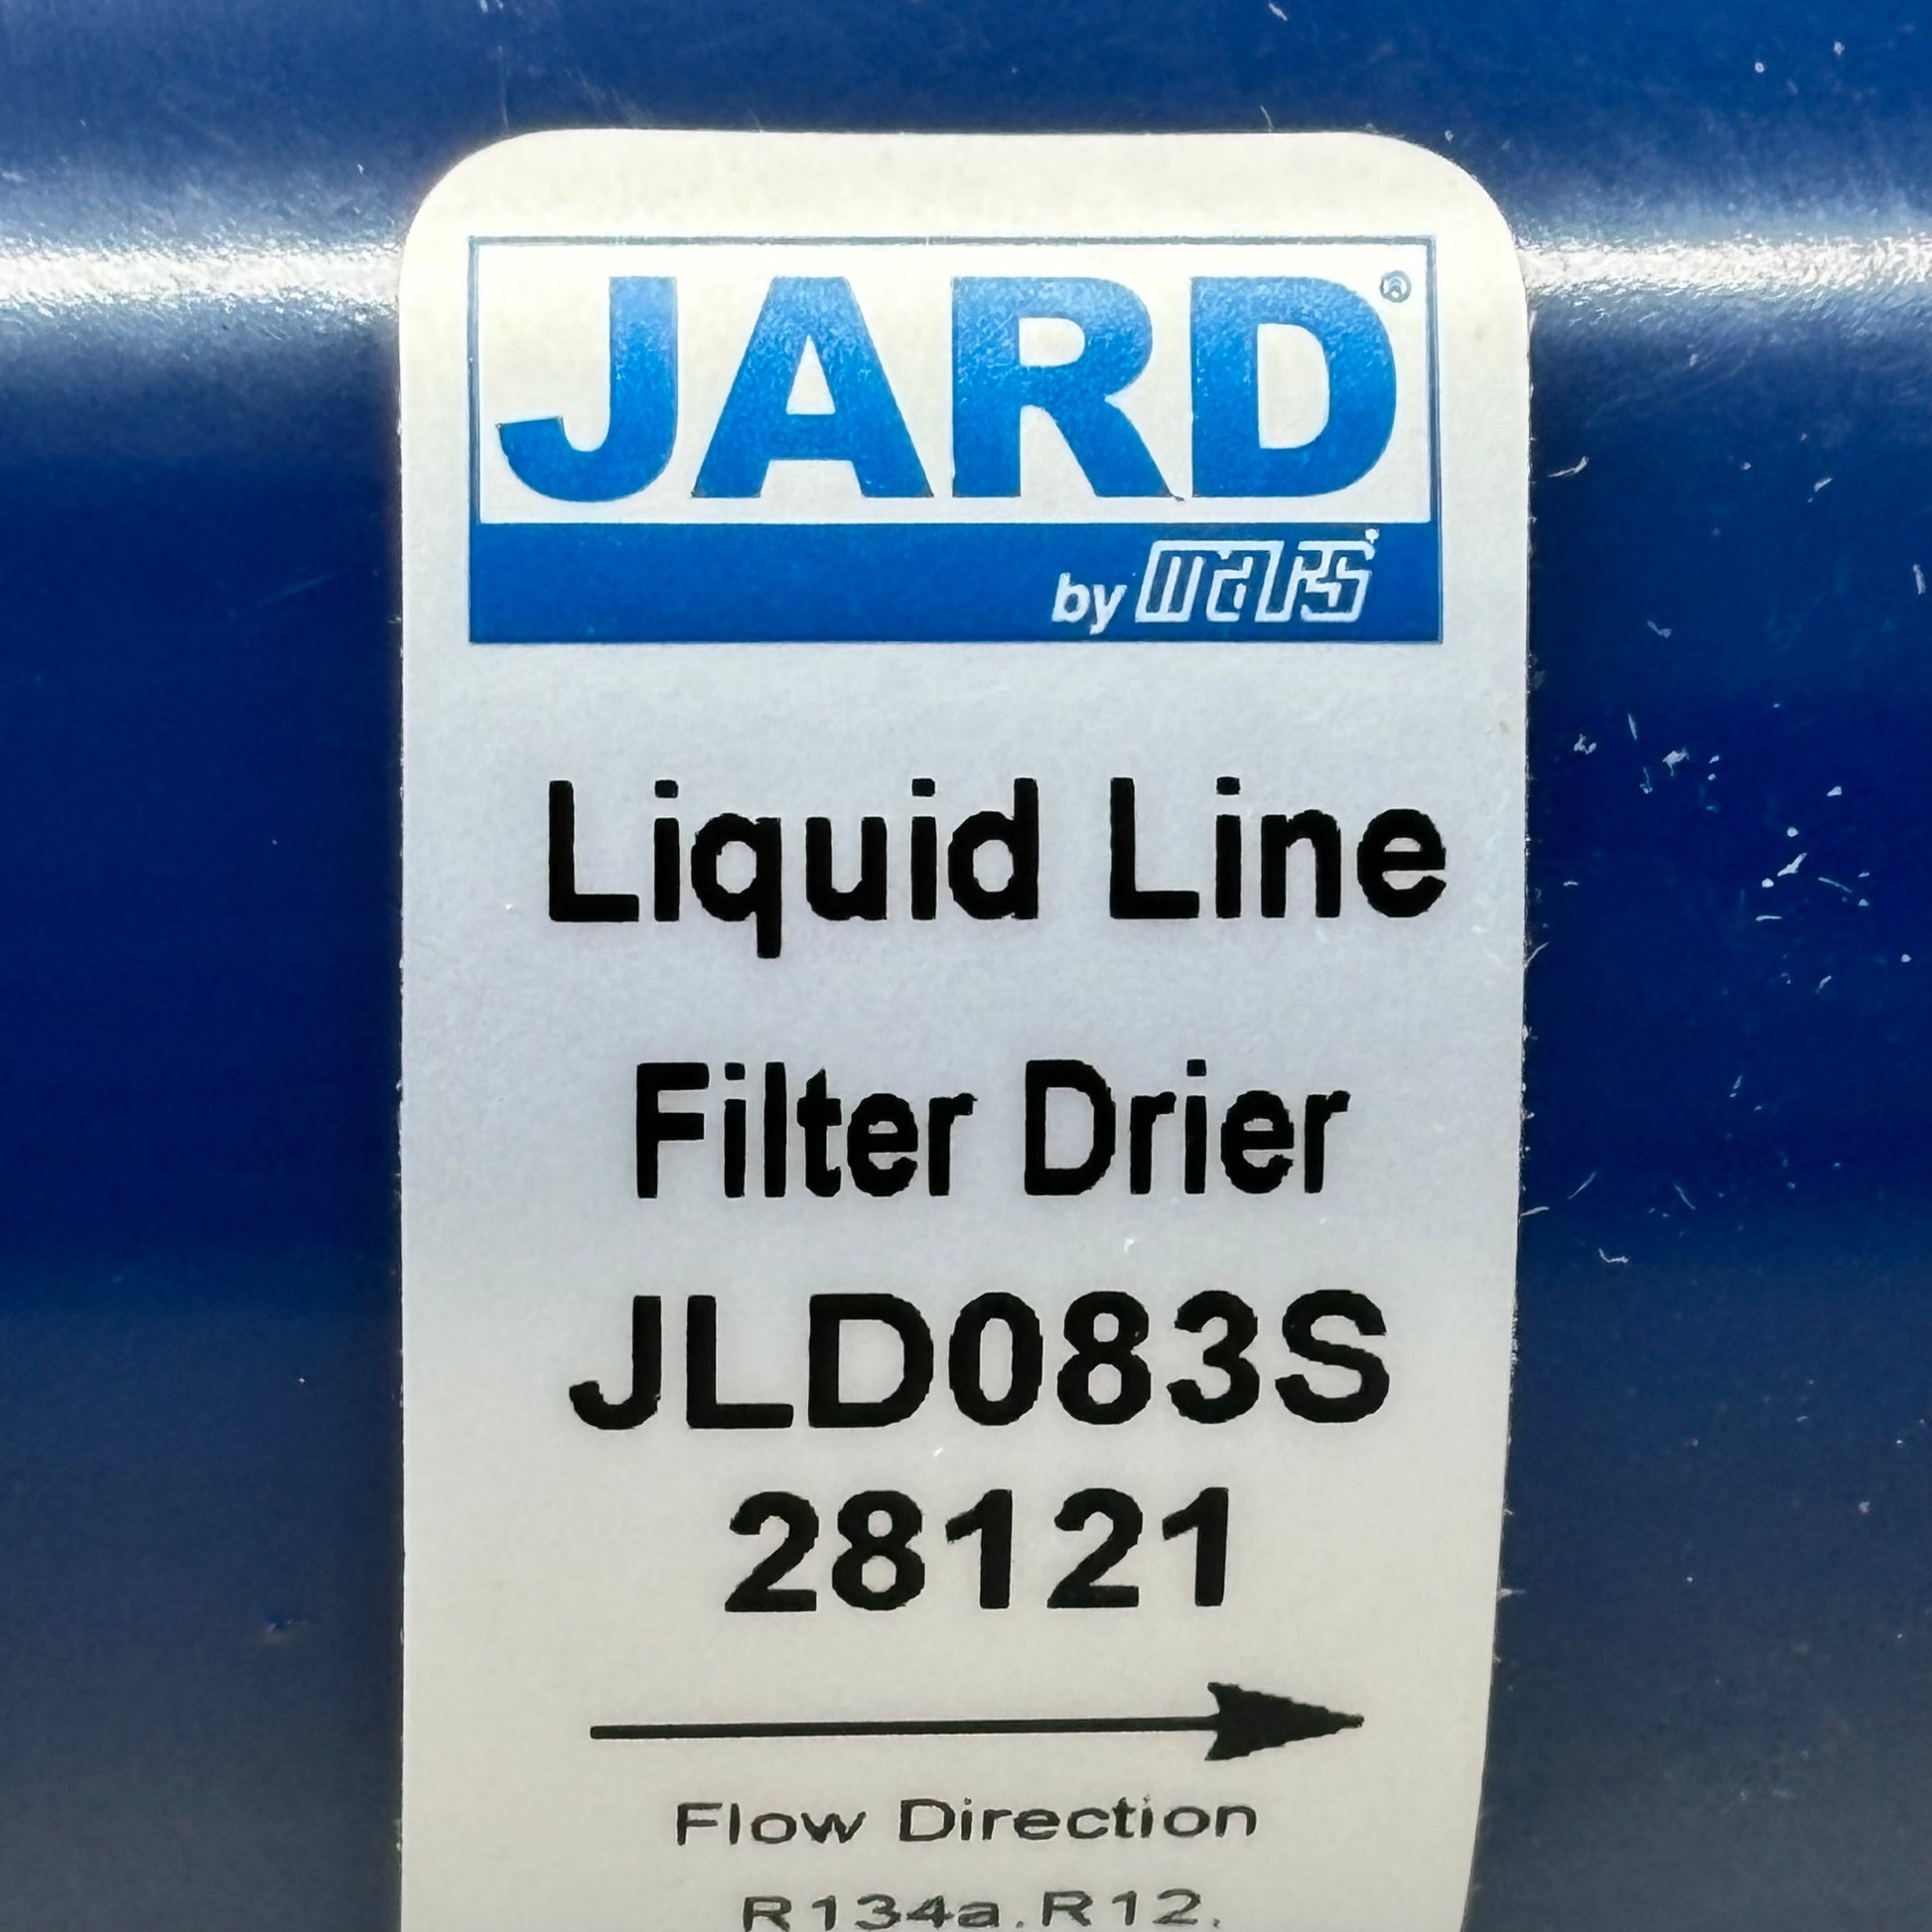 JARD®
by mars
Liquid Line
Filter Drier
JLD083S
28121
Flow Direction
R134a.R12.